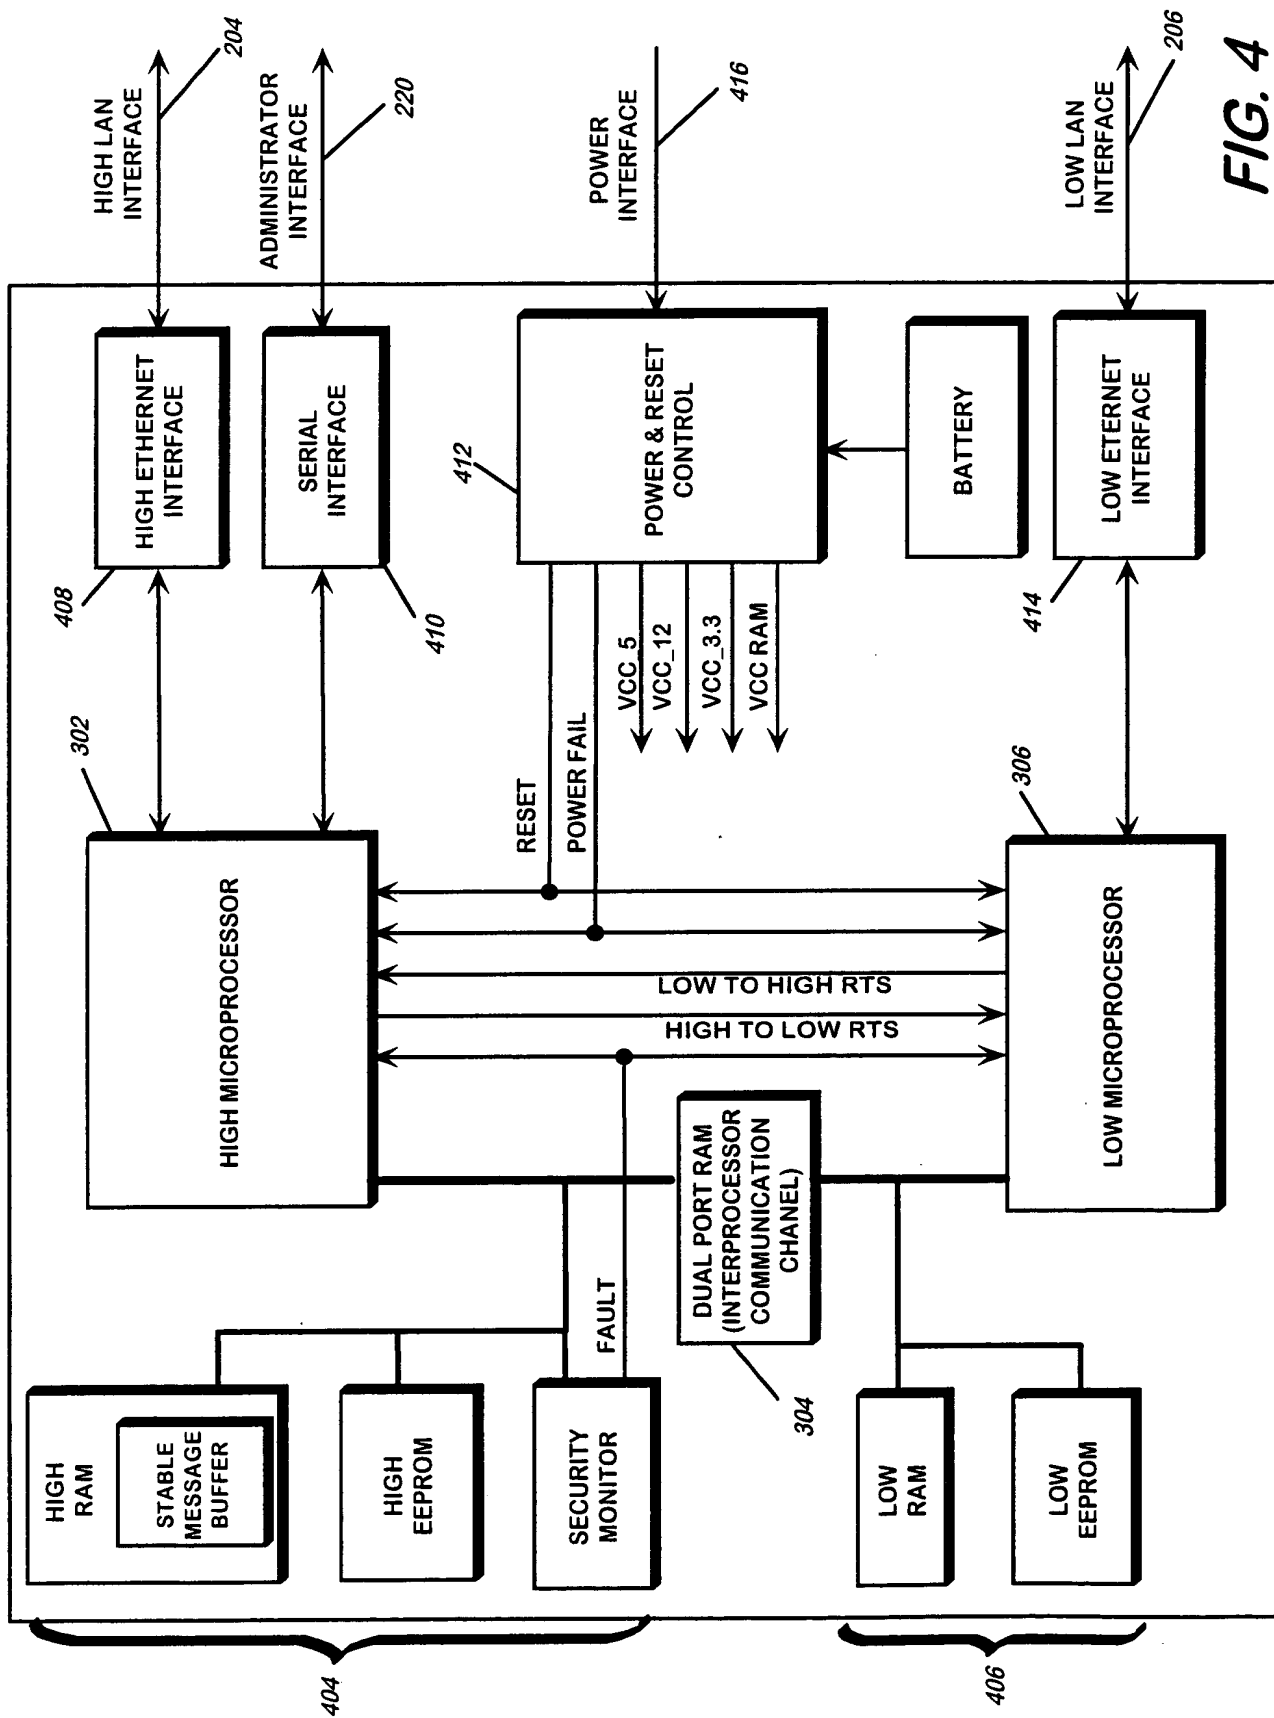 404
HIGH
RAM
STABLE
MESSAGE
BUFFER
HIGH
EEPROM
SECURITY
MONITOR
FAULT
406
LOW
RAM
LOW
EEPROM
304
DUAL PORT RAM
(INTERPROCESSOR
COMMUNICATION
CHANEL)
302
HIGH MICROPROCESSOR
RESET
POWER FAIL
LOW TO HIGH RTS
HIGH TO LOW RTS
306
LOW MICROPROCESSOR
VCC_5
VCC_12
VCC_3.3
VCC RAM
408
HIGH ETHERNET
INTERFACE
410
SERIAL
INTERFACE
412
POWER & RESET
CONTROL
BATTERY
414
LOW ETERNET
INTERFACE
HIGH LAN
INTERFACE
204
ADMINISTRATOR
INTERFACE
220
POWER
INTERFACE
416
LOW LAN
INTERFACE
206
FIG. 4